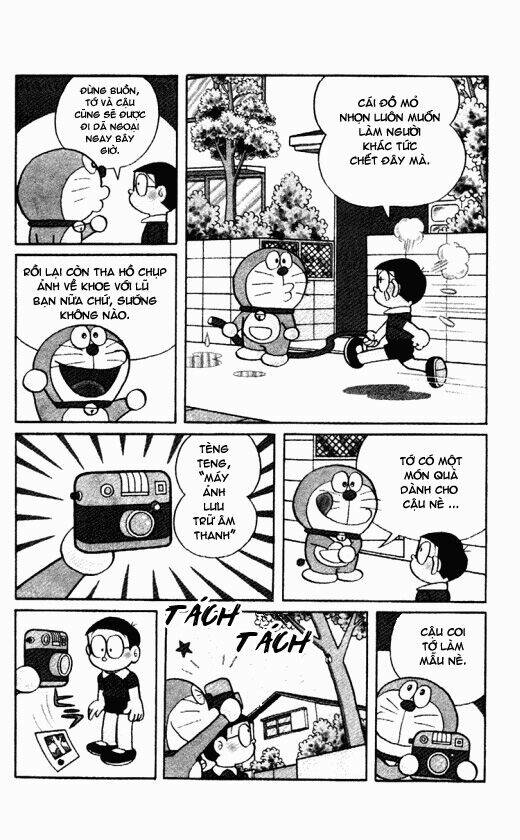 CÁI ĐỒ MỎ
NHỌN LUÔN MUỐN
LÀM NGƯỜI
KHÁC TỨC
CHẾT ĐÂY MÀ.
ĐỪNG BUỒN,
TỚ VÀ CẬU
CŨNG SẼ ĐƯỢC
ĐI DÃ NGOẠI
NGAY BÂY
GIỜ.
RỒI LẠI CÒN THA HỒ CHỤP
ẢNH VỀ KHOE VỚI LŨ
BẠN NỮA CHỨ, SƯỚNG
KHÔNG NÀO.
TỚ CÓ MỘT
MÓN QUÀ
DÀNH CHO
CẬU NÈ ...
TÈNG
TENG,
"MÁY
ẢNH
LƯU
TRỮ ÂM
THANH"
CẬU COI
TỚ LÀM
MẪU NÈ.
TÁCH
TÁCH